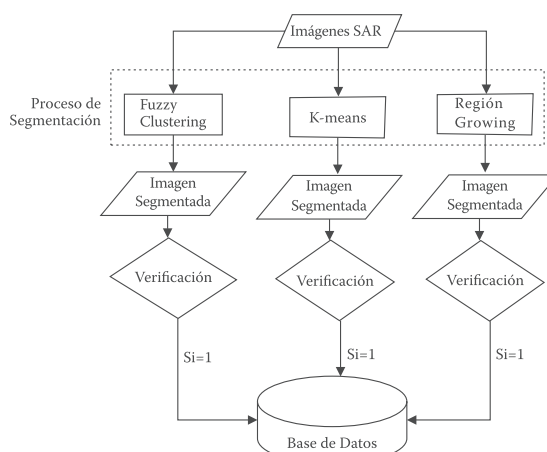 Imágenes SAR
Proceso de
Segmentación
Fuzzy
Clustering
K-means
Región
Growing
Imagen
Segmentada
Imagen
Segmentada
Imagen
Segmentada
Verificación
Verificación
Verificación
Si=1
Si=1
Si=1
Base de Datos